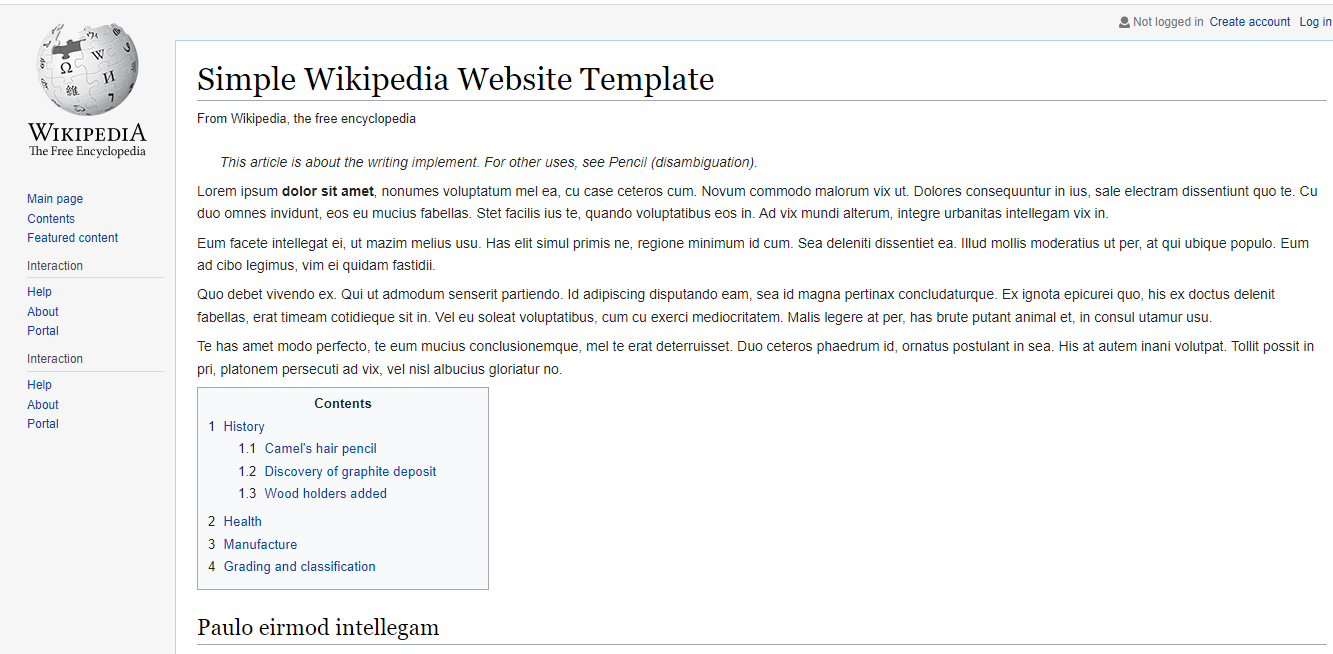 Not logged in Create account Log in
WIKIPEDIA
The Free Encyclopedia
Main page
Contents
Featured content
Interaction
Help
About
Portal
Interaction
Help
About
Portal
Simple Wikipedia Website Template
From Wikipedia, the free encyclopedia
This article is about the writing implement. For other uses, see Pencil (disambiguation).
Lorem ipsum dolor sit amet, nonumes voluptatum mel ea, cu case ceteros cum. Novum commodo malorum vix ut. Dolores consequuntur in ius, sale electram dissentiunt quo te. Cu
duo omnes invidunt, eos eu mucius fabellas. Stet facilis ius te, quando voluptatibus eos in. Ad vix mundi alterum, integre urbanitas intellegam vix in.
Eum facete intellegat ei, ut mazim melius usu. Has elit simul primis ne, regione minimum id cum. Sea deleniti dissentiet ea. Illud mollis moderatius ut per, at qui ubique populo. Eum
ad cibo legimus, vim ei quidam fastidii.
Quo debet vivendo ex. Qui ut admodum senserit partiendo. Id adipiscing disputando eam, sea id magna pertinax concludaturque. Ex ignota epicurei quo, his ex doctus delenit
fabellas, erat timeam cotidieque sit in. Vel eu soleat voluptatibus, cum cu exerci mediocritatem. Malis legere at per, has brute putant animal et, in consul utamur usu.
Te has amet modo perfecto, te eum mucius conclusionemque, mel te erat deterruisset. Duo ceteros phaedrum id, ornatus postulant in sea. His at autem inani volutpat. Tollit possit in
pri, platonem persecuti ad vix, vel nisl albucius gloriatur no.
Contents
1 History
1.1 Camel's hair pencil
1.2 Discovery of graphite deposit
1.3 Wood holders added
2 Health
3 Manufacture
4 Grading and classification
Paulo eirmod intellegam